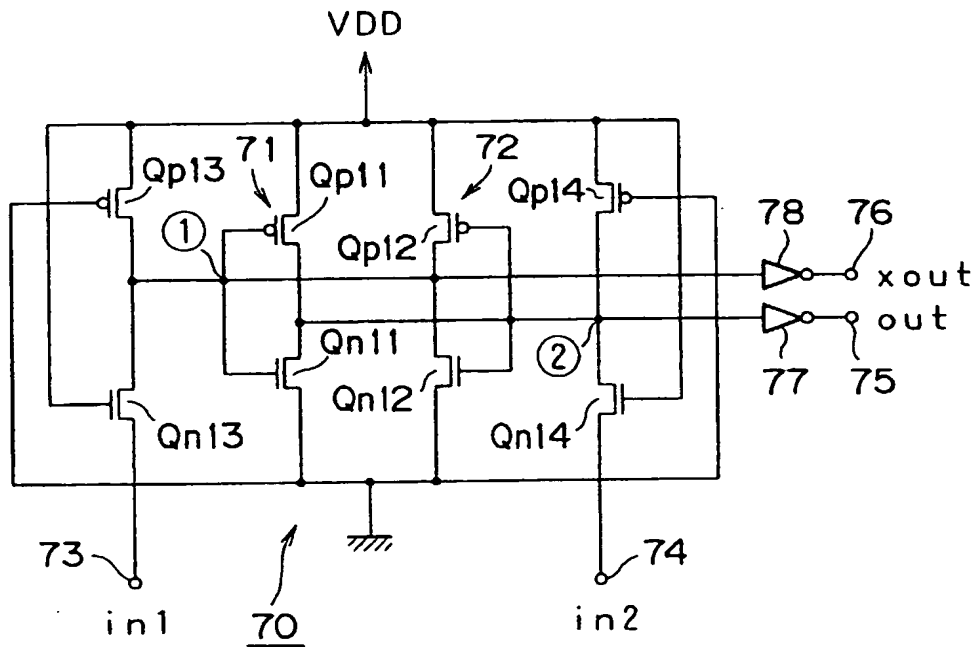 VDD
71
72
Qp13
Qp11
Qp14
78
76
①
Qp12
xout
out
Qn11
②
Qn12
77
75
Qn13
Qn14
73
74
in1
70
in2